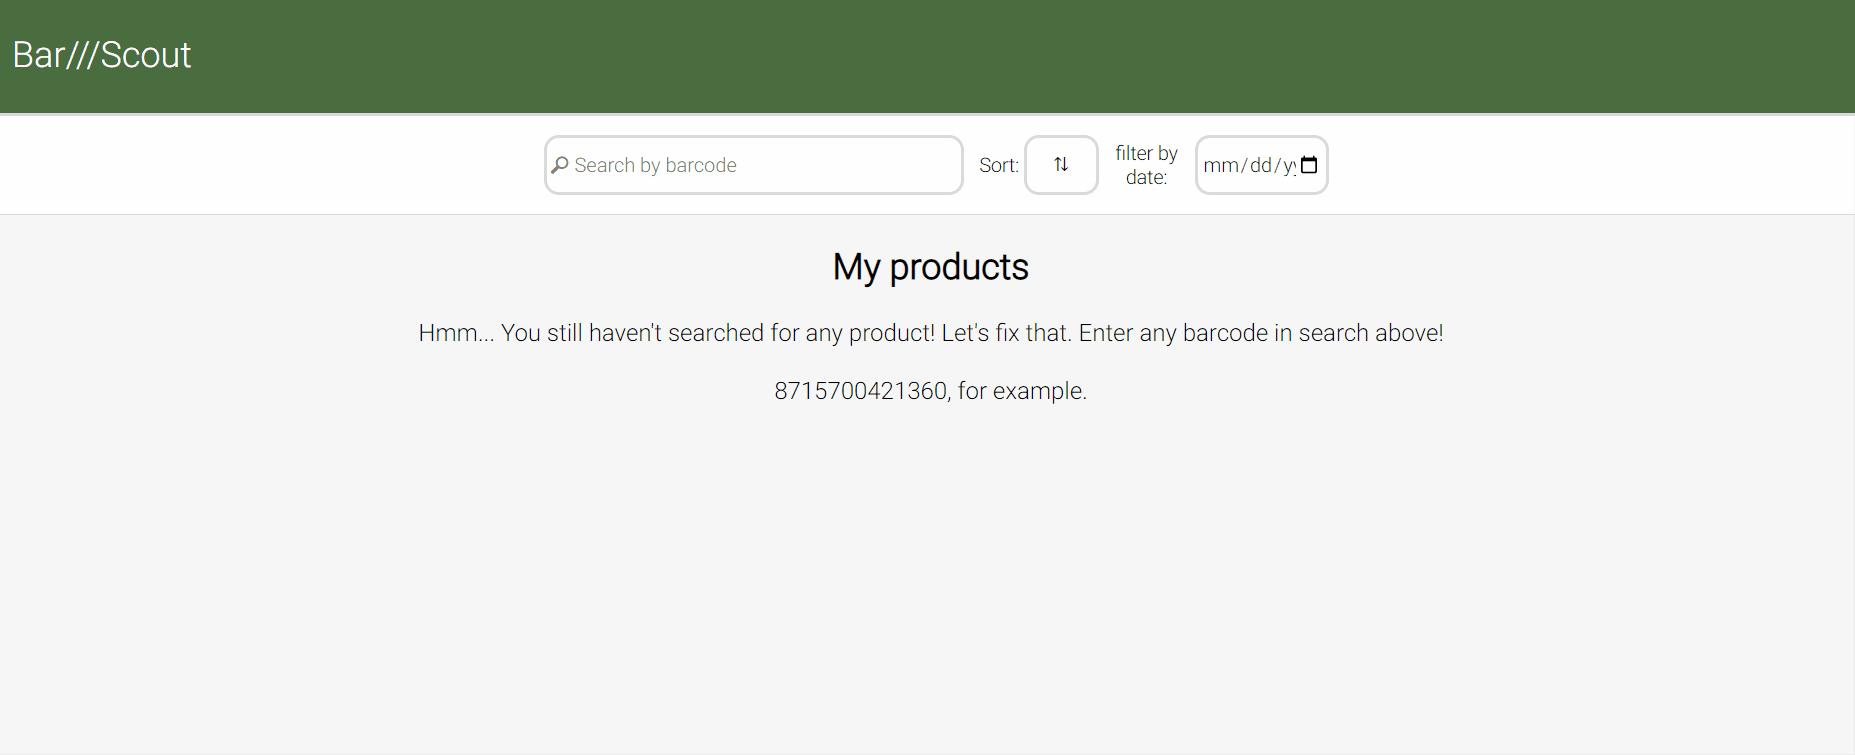 Bar///Scout
Search by barcode
Sort:
⇅
filter by
date:
mm/dd/yy
My products
Hmm... You still haven't searched for any product! Let's fix that. Enter any barcode in search above!
8715700421360, for example.